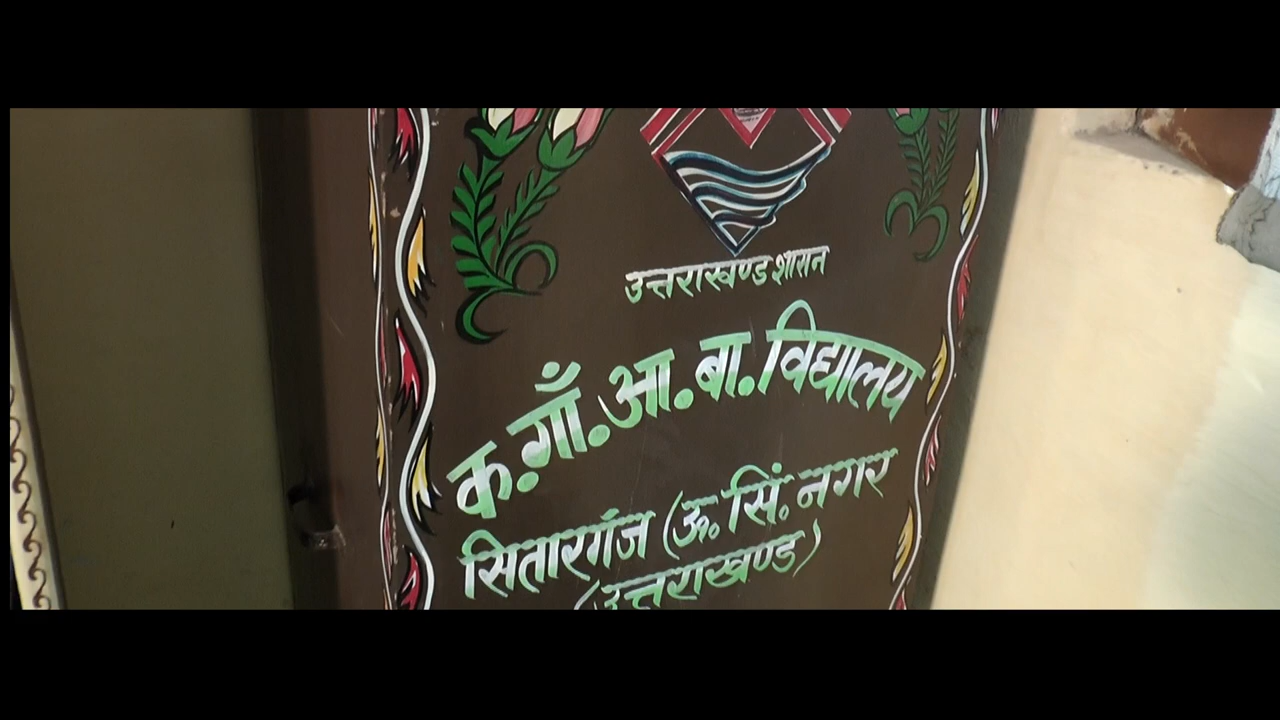 उत्तराखण्ड शासन
क.गाँ.आ.बा.विद्यालय
सितारगंज (ऊ. सिं. नगर
(उत्तराखण्ड)